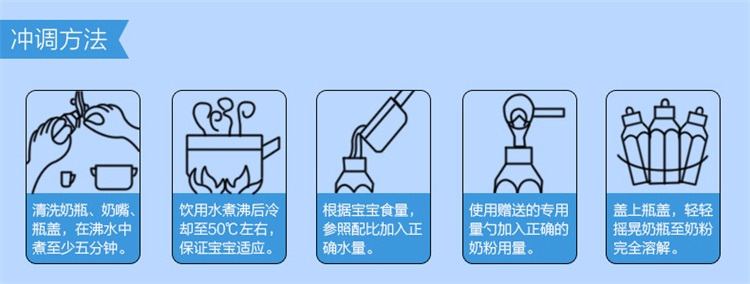 冲调方法
清洗奶瓶、奶嘴、
瓶盖，在沸水中
煮至少五分钟。
饮用水煮沸后冷
却至50℃左右，
保证宝宝适应。
根据宝宝食量，
参照配比加入正
确水量。
使用赠送的专用
量勺加入正确的
奶粉用量。
盖上瓶盖，轻轻
摇晃奶瓶至奶粉
完全溶解。